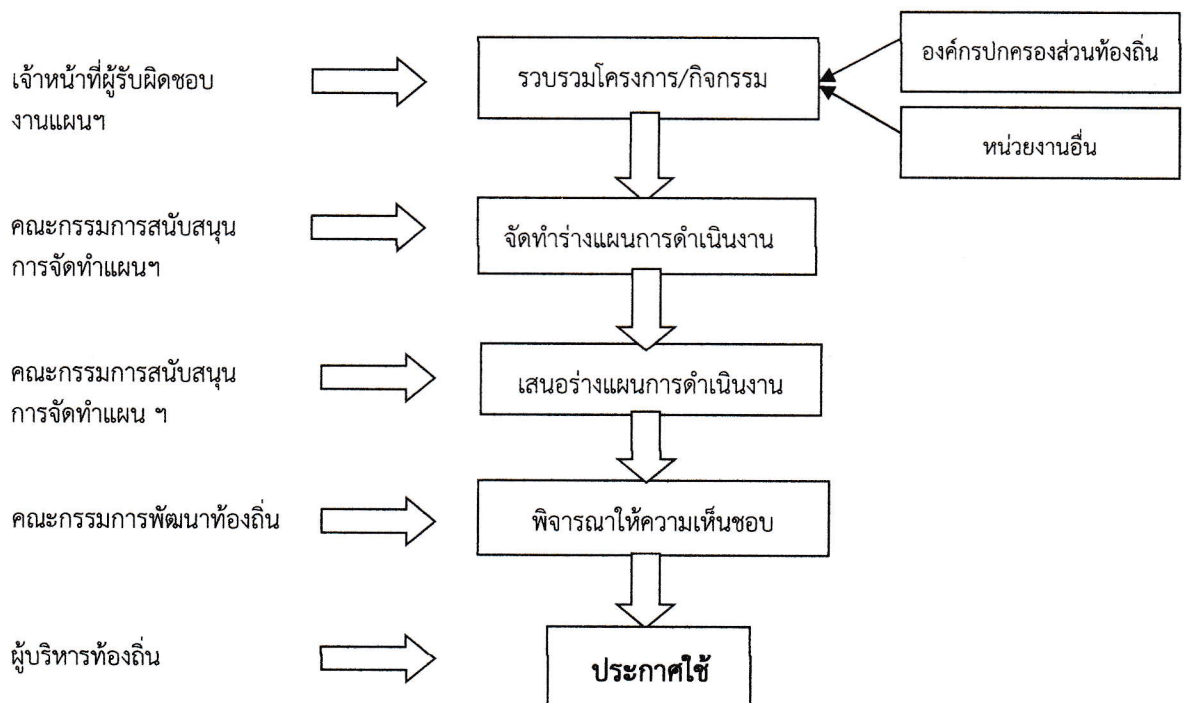 องค์กรปกครองส่วนท้องถิ่น
เจ้าหน้าที่ผู้รับผิดชอบ
งานแผนฯ
รวบรวมโครงการ/กิจกรรม
หน่วยงานอื่น
คณะกรรมการสนับสนุน
การจัดทำแผนฯ
จัดทำร่างแผนการดำเนินงาน
คณะกรรมการสนับสนุน
การจัดทำแผน ฯ
เสนอร่างแผนการดำเนินงาน
คณะกรรมการพัฒนาท้องถิ่น
พิจารณาให้ความเห็นชอบ
ผู้บริหารท้องถิ่น
ประกาศใช้